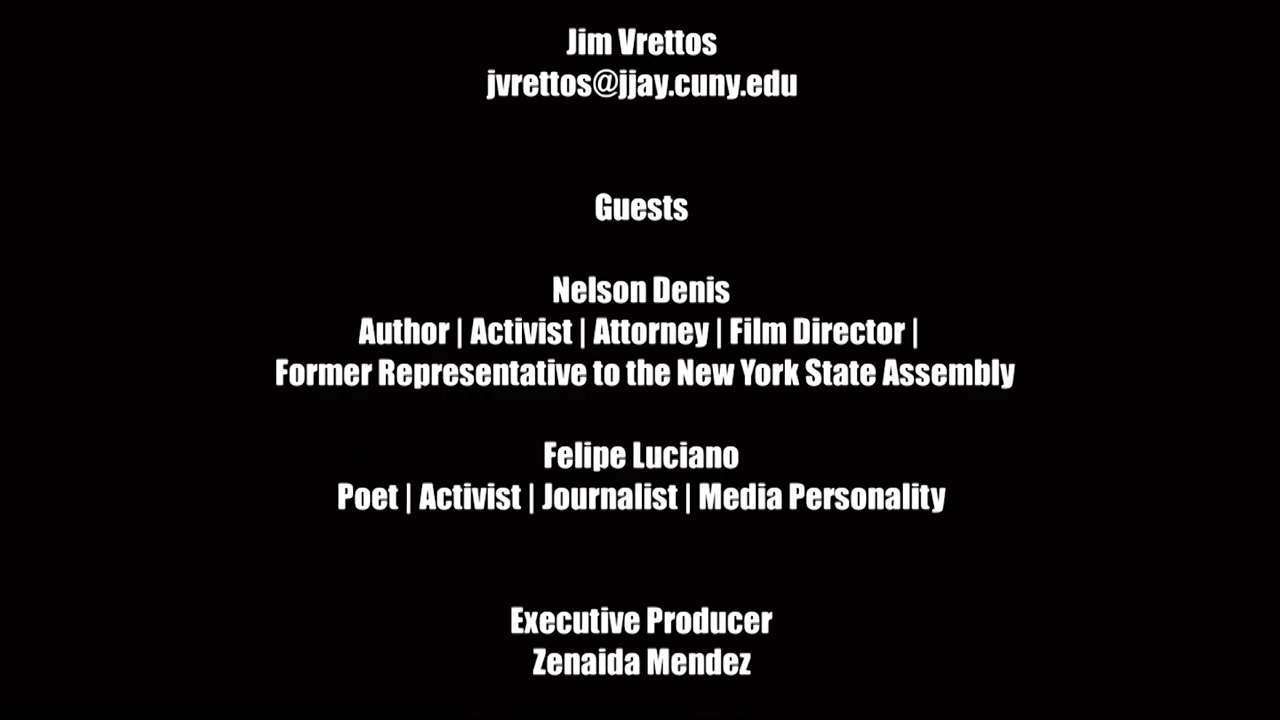 Jim Vrettos
jvrettos@jjay.cuny.edu
Guests
Nelson Denis
Author | Activist | Attorney | Film Director |
Former Representative to the New York State Assembly
Felipe Luciano
Poet | Activist | Journalist | Media Personality
Executive Producer
Zenaida Mendez